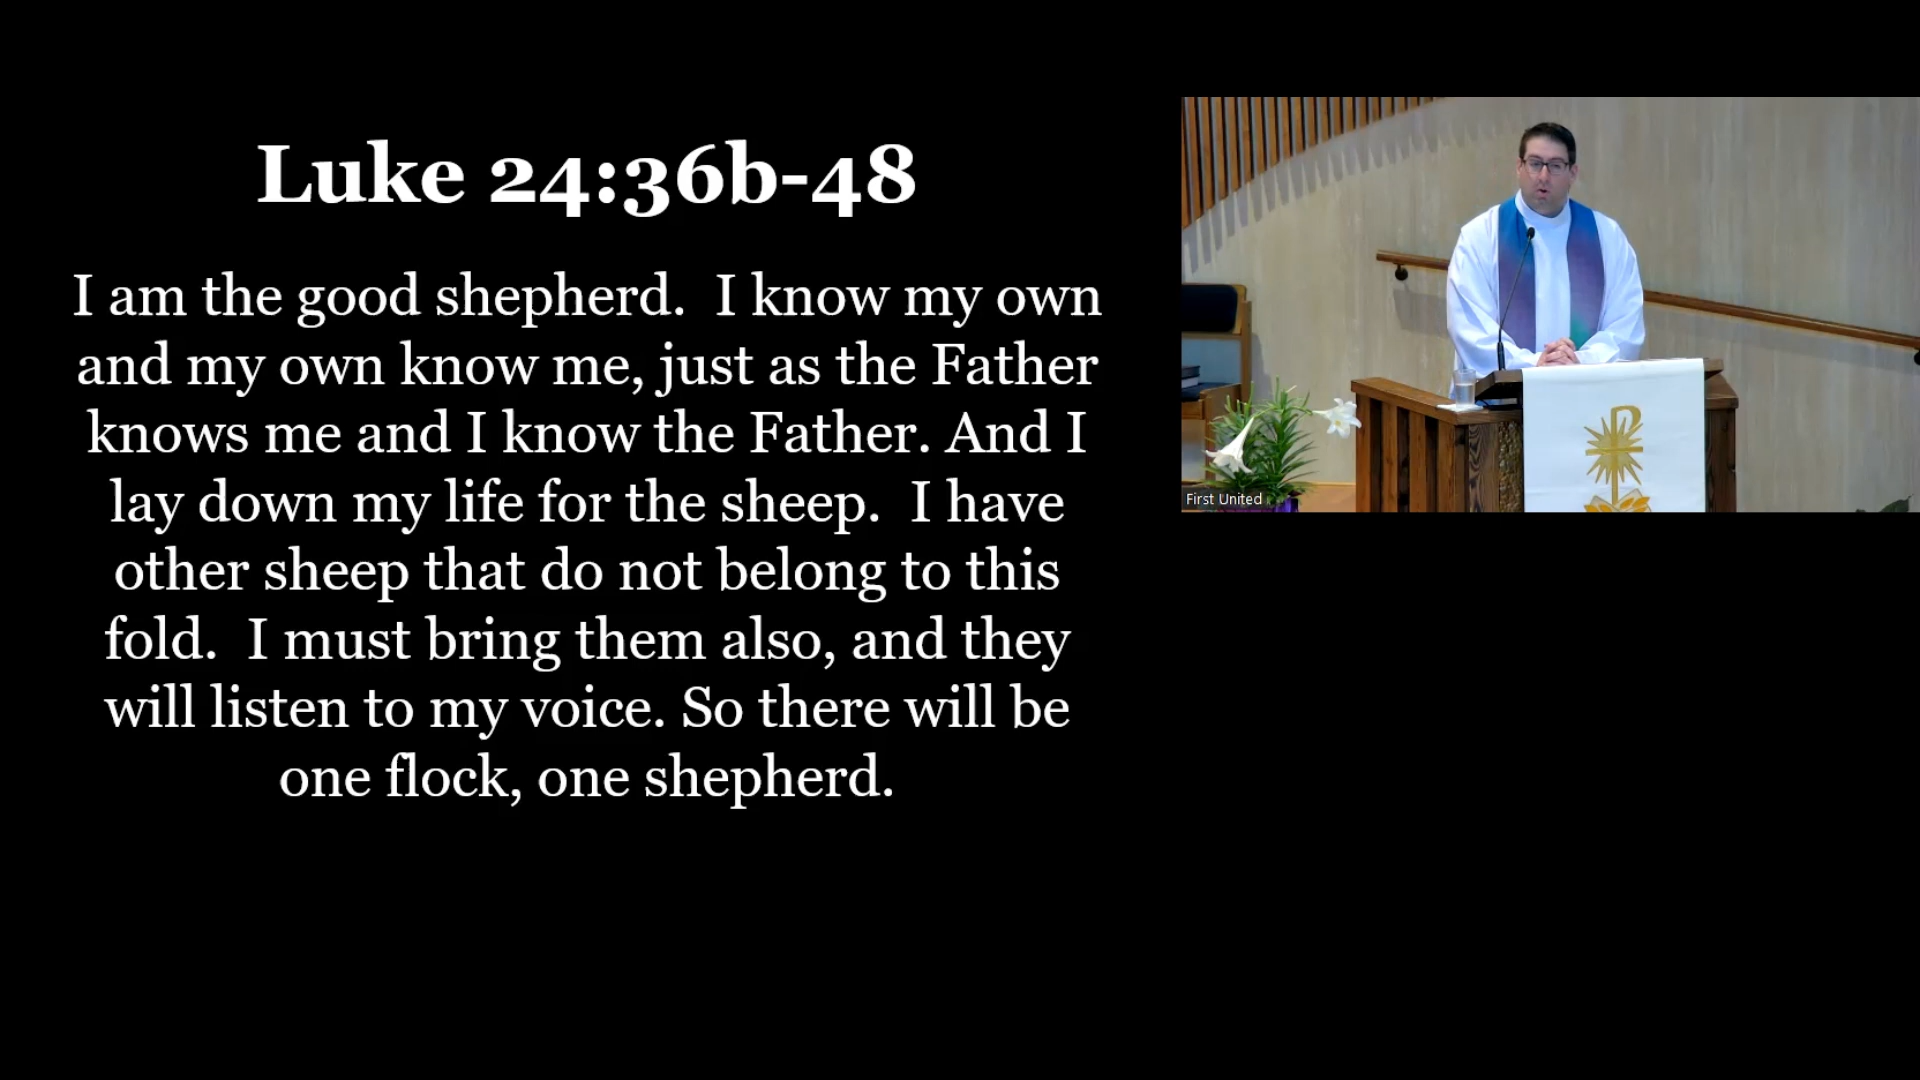 Luke 24:36b-48
I am the good shepherd.  I know my own
and my own know me, just as the Father
knows me and I know the Father. And I
lay down my life for the sheep.  I have
other sheep that do not belong to this
fold.  I must bring them also, and they
will listen to my voice. So there will be
one flock, one shepherd.
First United